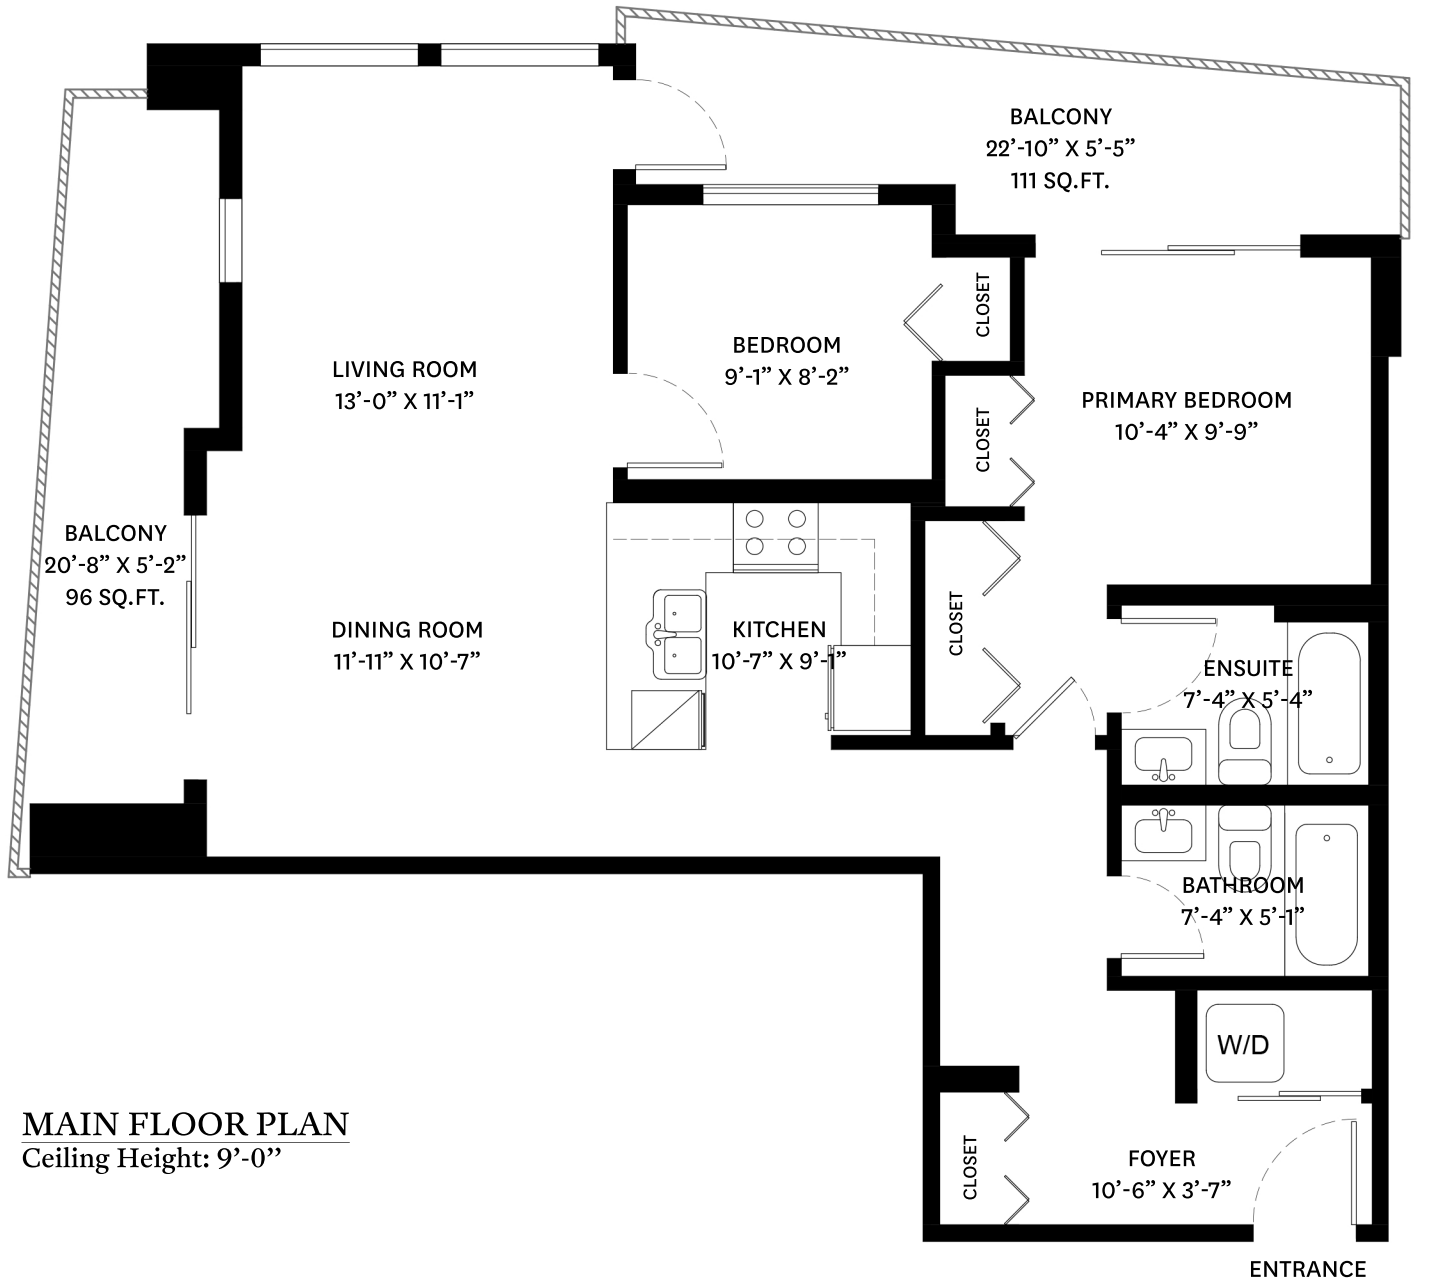 BALCONY
22’-10” X 5’-5”
111 SQ.FT.
CLOSET
BEDROOM
9’-1” X 8’-2”
LIVING ROOM
13’-0” X 11’-1”
PRIMARY BEDROOM
10’-4” X 9’-9”
CLOSET
BALCONY
20’-8” X 5’-2”
96 SQ.FT.
DINING ROOM
11’-11” X 10’-7”
KITCHEN
10’-7” X 9’-1”
CLOSET
ENSUITE
7’-4” X 5’-4”
BATHROOM
7’-4” X 5’-1”
W/D
MAIN FLOOR PLAN
Ceiling Height: 9’-0’’
CLOSET
FOYER
10’-6” X 3’-7”
ENTRANCE